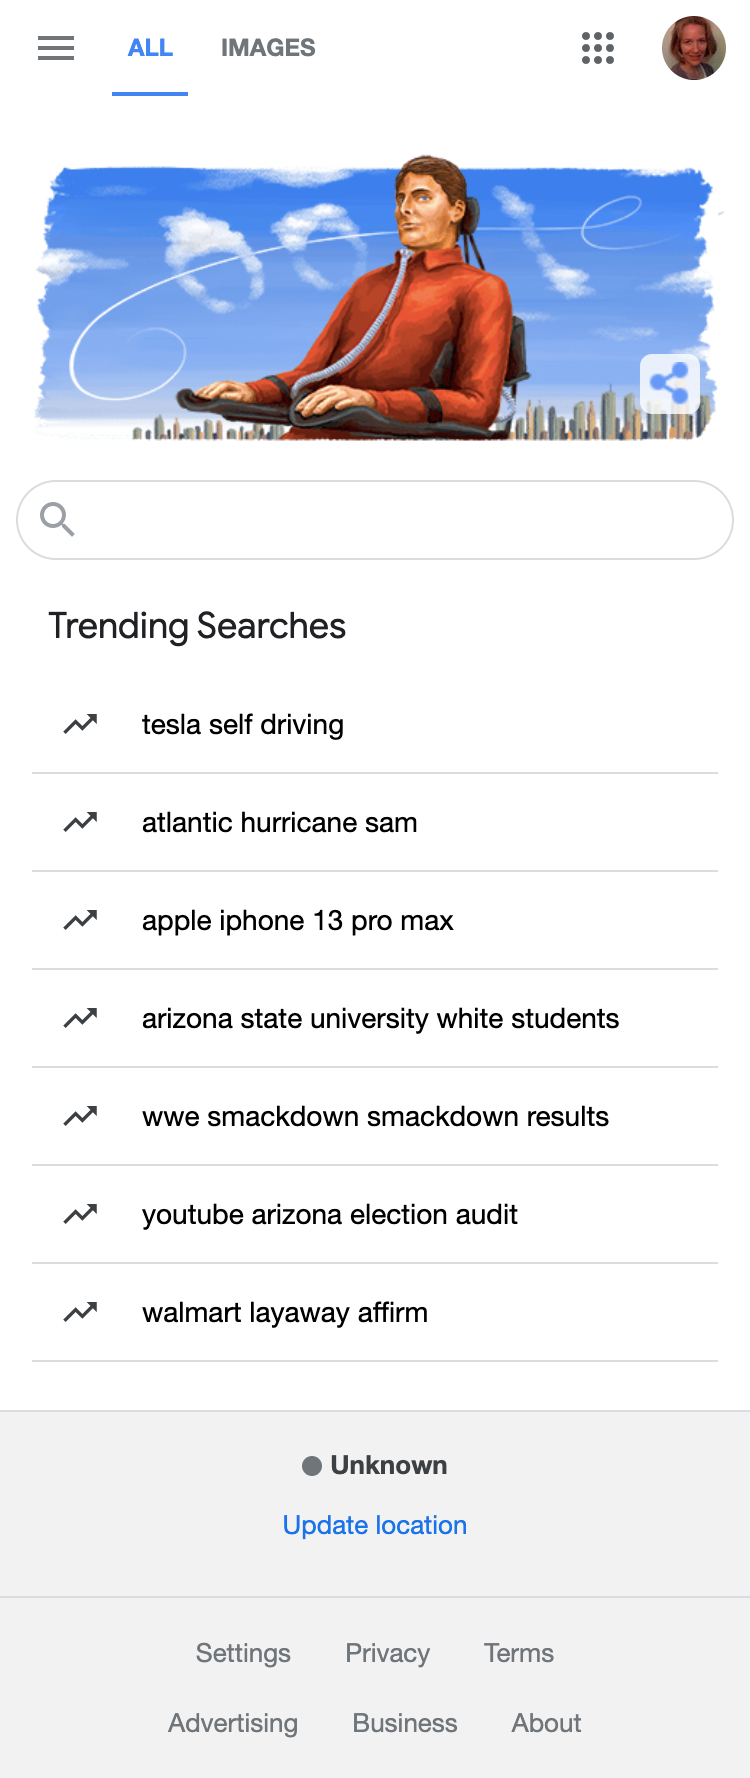 ALL IMAGES
Trending Searches
tesla self driving
atlantic hurricane sam
apple iphone 13 pro max
arizona state university white students
wwe smackdown smackdown results
youtube arizona election audit
walmart layaway affirm
Unknown
Update location
Settings Privacy Terms
Advertising Business About